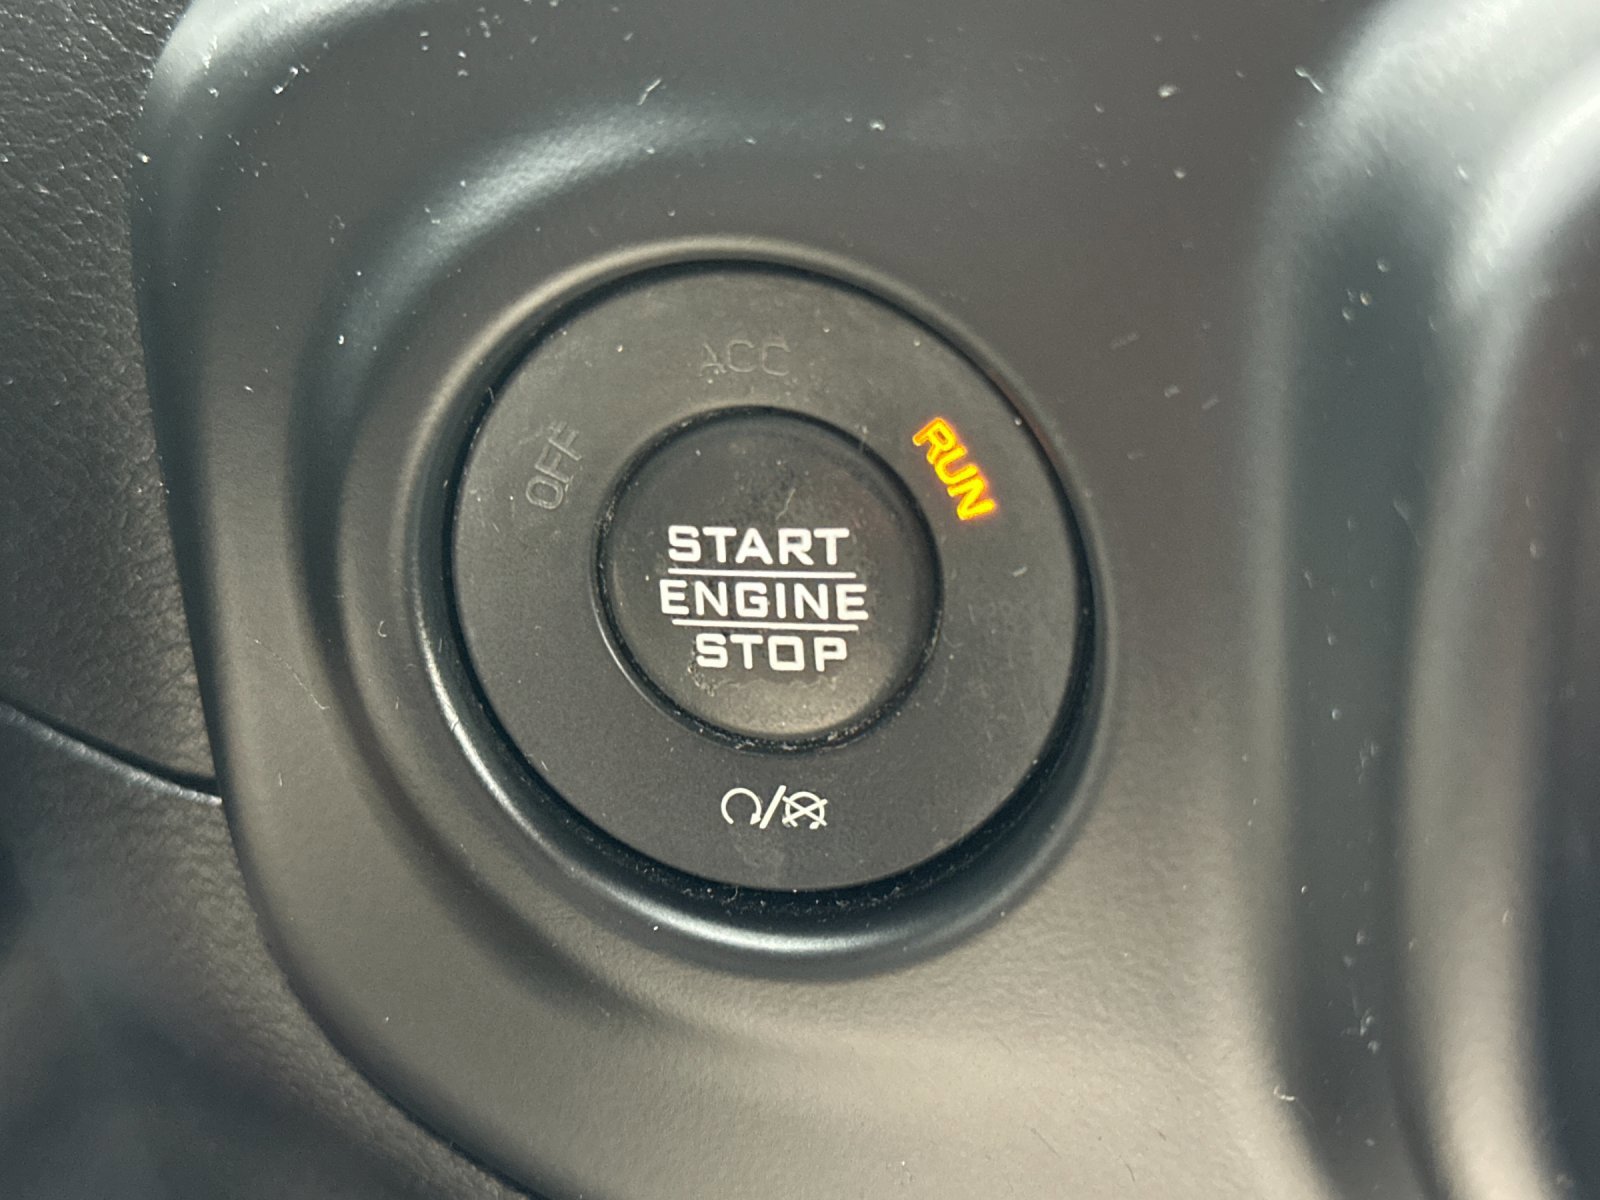 ACC
OFF
RUN
START
ENGINE
STOP